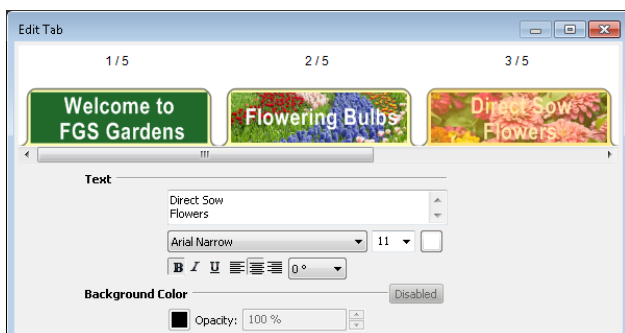 Edit Tab
1 / 5
2 / 5
3 / 5
Welcome to
FGS Gardens
Flowering Bulbs
Direct Sow
Flowers
Text
Direct Sow
Flowers
Arial Narrow
11
B I U
0 °
Background Color
Disabled
Opacity: 100 %